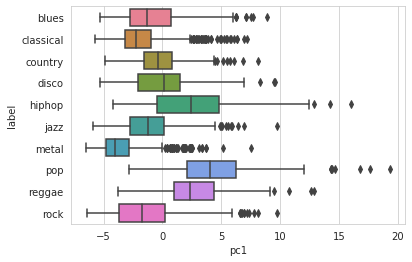 blues
classical
country
disco
hiphop
jazz
metal
pop
reggae
rock
label
−5 0 5 10 15 20
pc1